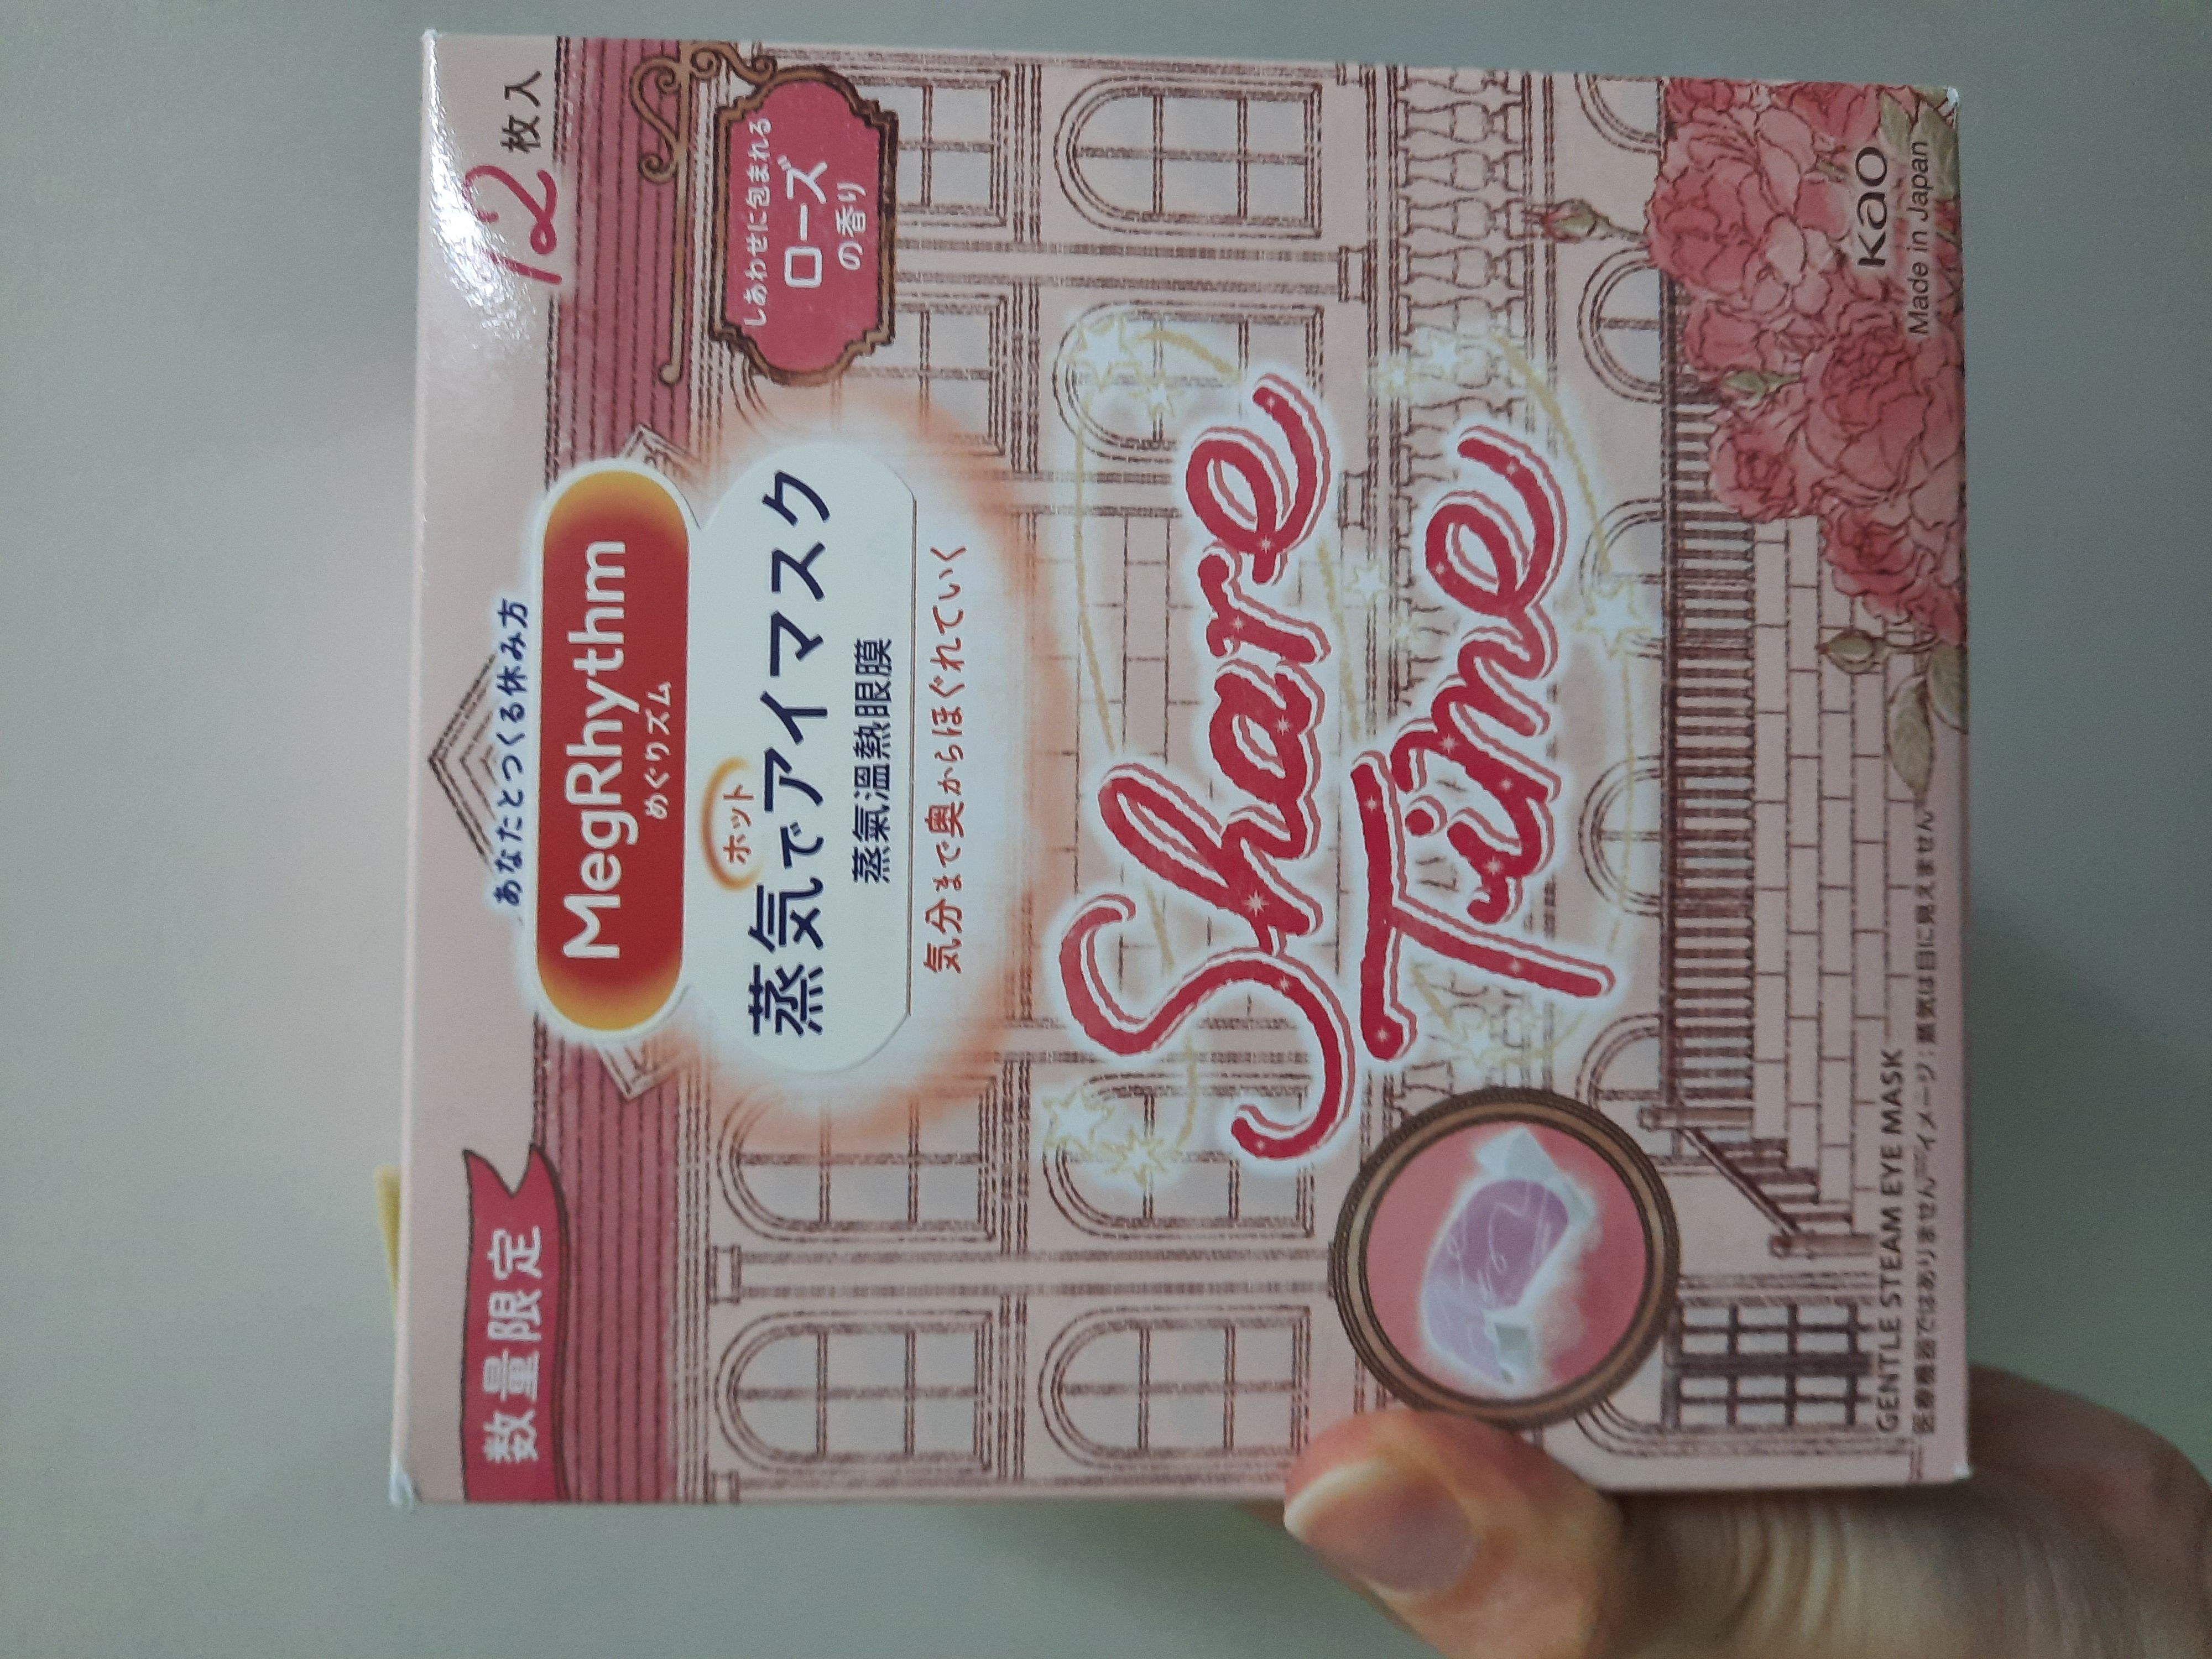 あなたとつくる休み方
数量限定
12枚入
MegRhythm
めぐりズム
しあわせに包まれる
ローズ
の香り
ホット
蒸気でアイマスク
蒸氣溫熱眼膜
気分まで奥からほぐれていく
Share
Time
Kao
Made in Japan
GENTLE STEAM EYE MASK
医療機器ではありません イメージ:蒸気は目に見えません